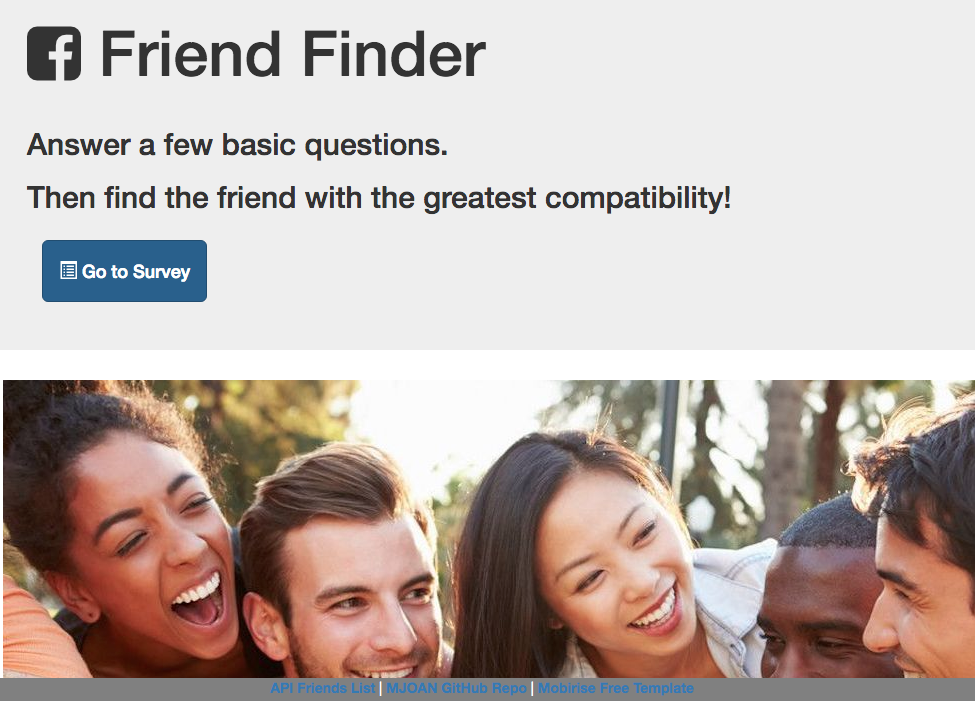 Friend Finder
Answer a few basic questions.
Then find the friend with the greatest compatibility!
Go to Survey
API Friends List | MJOAN GitHub Repo | Mobirise Free Template